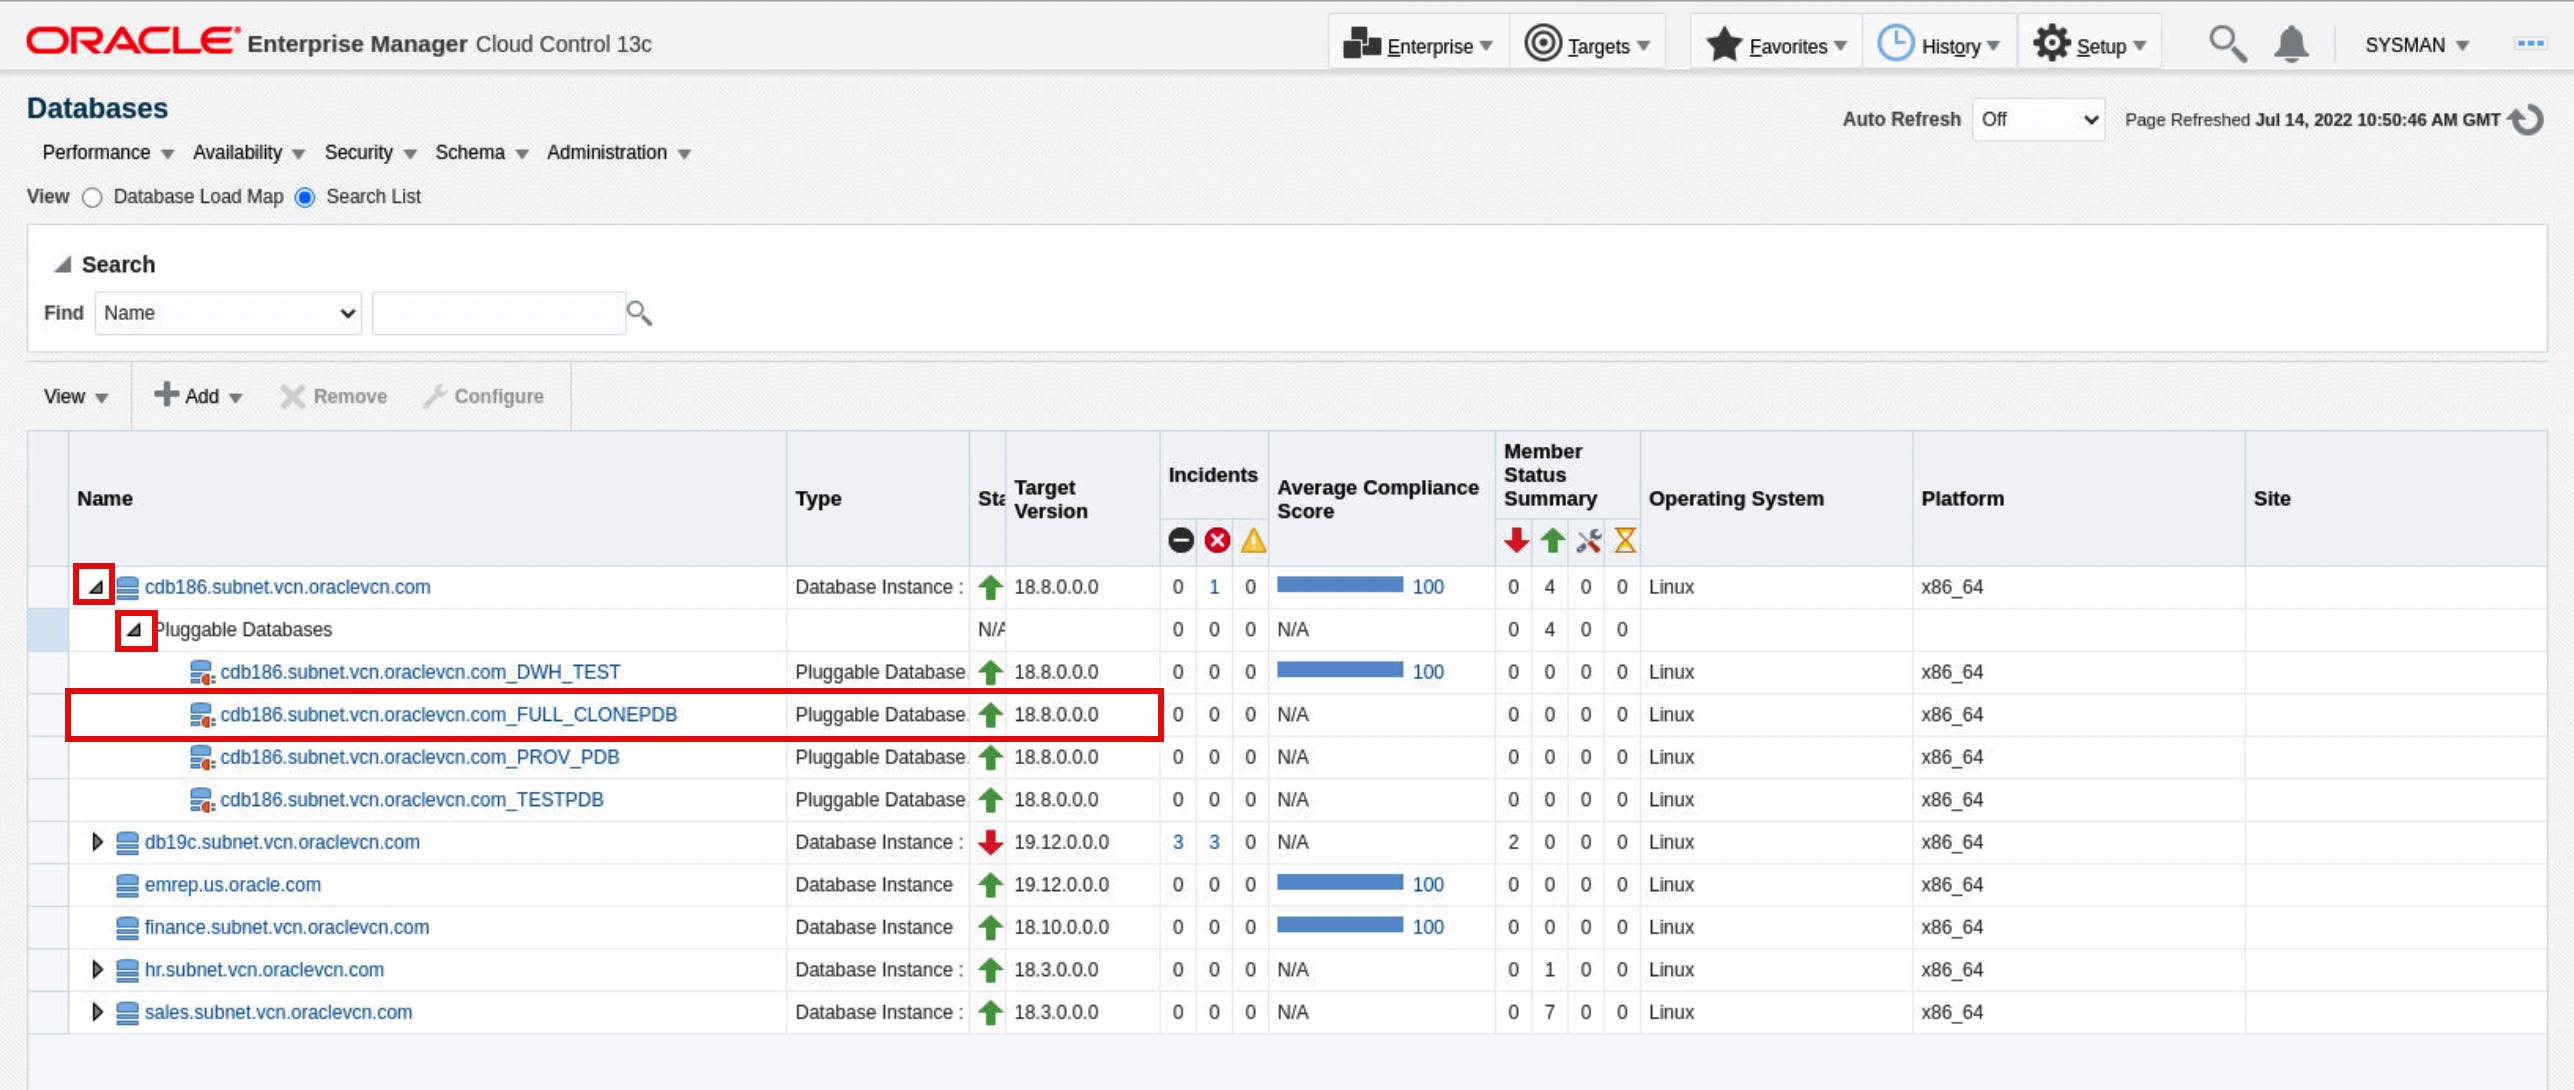 ORACLE Enterprise Manager Cloud Control 13c Enterprise Targets Favorites History Setup SYSMAN
Databases
Auto Refresh Off Page Refreshed Jul 14, 2022 10:50:46 AM GMT
Performance Availability Security Schema Administration
View Database Load Map Search List
Search
Find Name
View Add Remove Configure
Name Type Sta Target Version Incidents Average Compliance Score Member Status Summary Operating System Platform Site
cdb186.subnet.vcn.oraclevcn.com Database Instance : 18.8.0.0.0 0 1 0 100 0 4 0 0 Linux x86_64
Pluggable Databases N/A 0 0 0 N/A 0 4 0 0
cdb186.subnet.vcn.oraclevcn.com_DWH_TEST Pluggable Database 18.8.0.0.0 0 0 0 100 0 0 0 0 Linux x86_64
cdb186.subnet.vcn.oraclevcn.com_FULL_CLONEPDB Pluggable Database 18.8.0.0.0 0 0 0 N/A 0 0 0 0 Linux x86_64
cdb186.subnet.vcn.oraclevcn.com_PROV_PDB Pluggable Database 18.8.0.0.0 0 0 0 N/A 0 0 0 0 Linux x86_64
cdb186.subnet.vcn.oraclevcn.com_TESTPDB Pluggable Database 18.8.0.0.0 0 0 0 N/A 0 0 0 0 Linux x86_64
db19c.subnet.vcn.oraclevcn.com Database Instance : 19.12.0.0.0 3 3 0 N/A 2 0 0 0 Linux x86_64
emrep.us.oracle.com Database Instance 19.12.0.0.0 0 0 0 100 0 0 0 0 Linux x86_64
finance.subnet.vcn.oraclevcn.com Database Instance 18.10.0.0.0 0 0 0 100 0 0 0 0 Linux x86_64
hr.subnet.vcn.oraclevcn.com Database Instance : 18.3.0.0.0 0 0 0 N/A 0 1 0 0 Linux x86_64
sales.subnet.vcn.oraclevcn.com Database Instance : 18.3.0.0.0 0 0 0 N/A 0 7 0 0 Linux x86_64